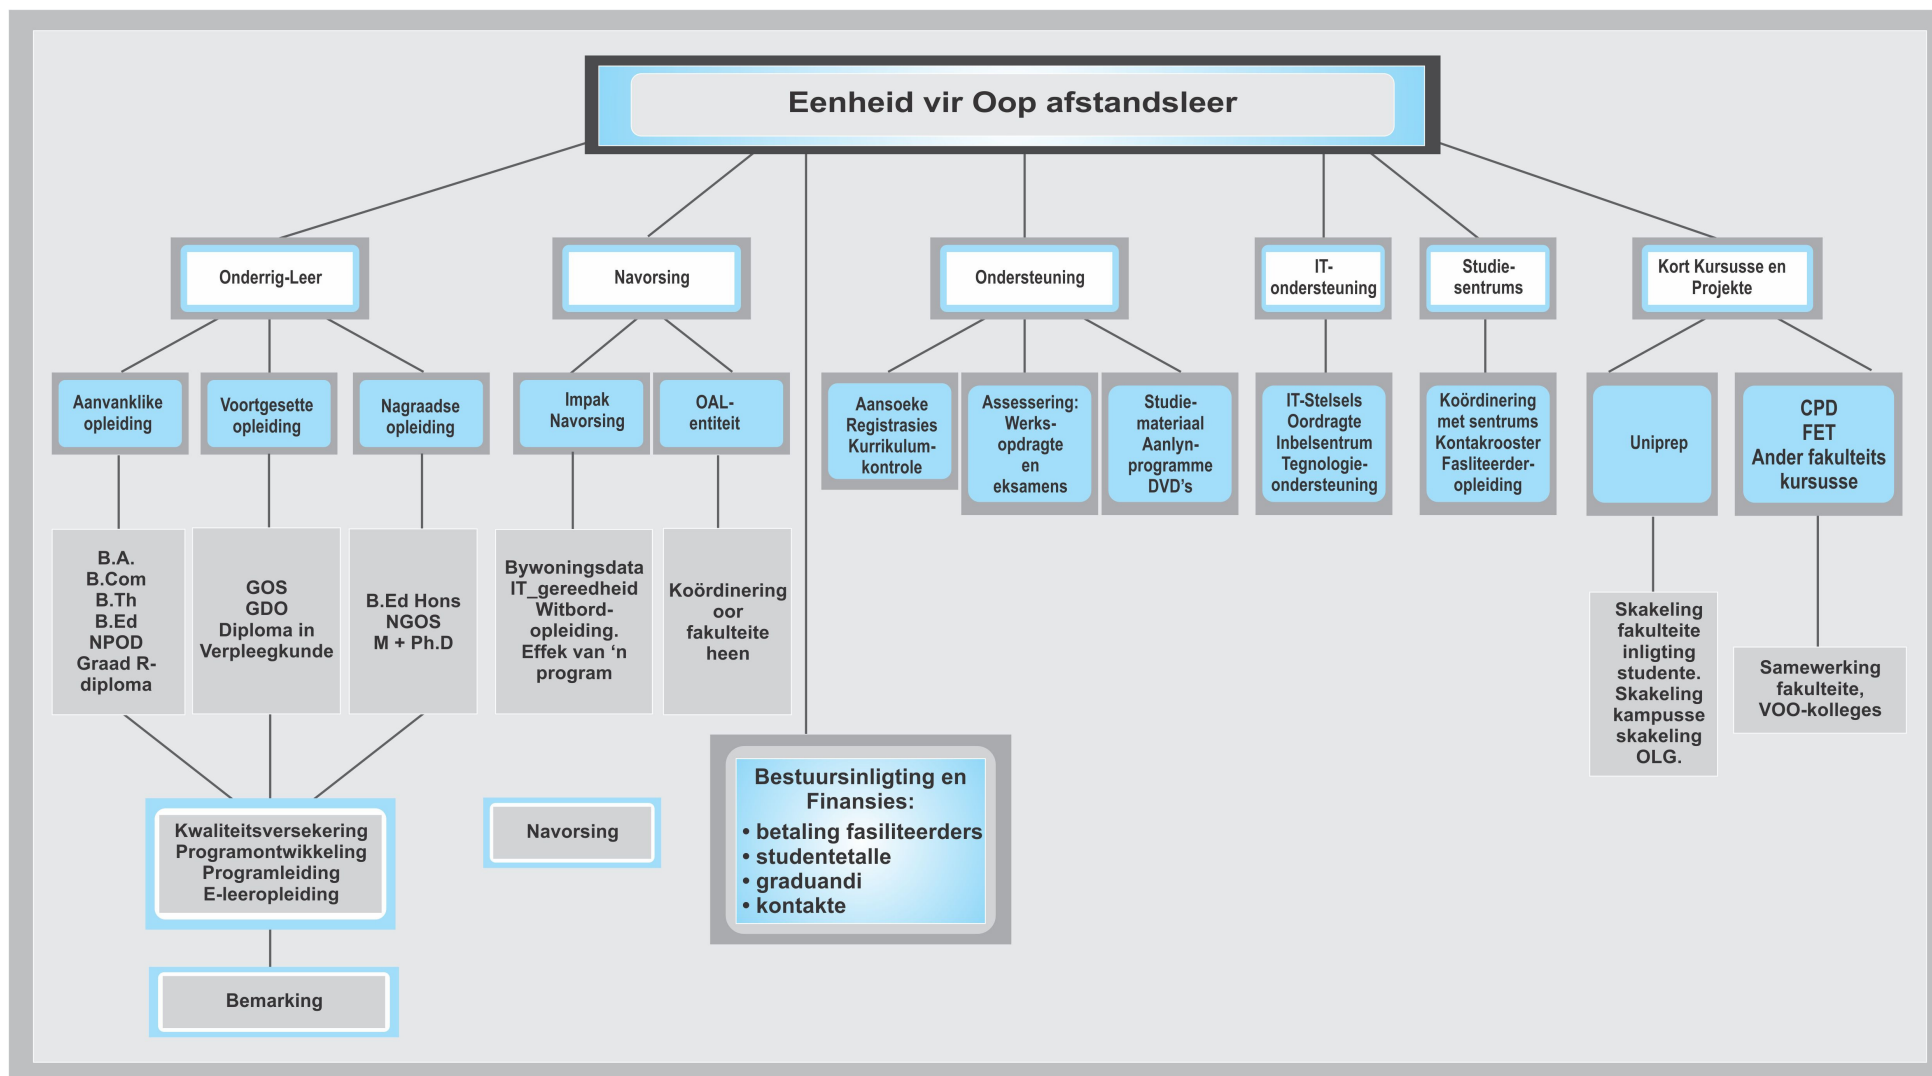 Eenheid vir Oop afstandsleer
Onderrig-Leer
Navorsing
Ondersteuning
IT-
ondersteuning
Studie-
sentrums
Kort Kursusse en
Projekte
Aanvanklike
opleiding
Voortgesette
opleiding
Nagraadse
opleiding
Impak
Navorsing
OAL-
entiteit
Aansoeke
Registrasies
Kurrikulum-
kontrole
Assessering:
Werks-
opdragte
en
eksamens
Studie-
materiaal
Aanlyn-
programme
DVD's
IT-Stelsels
Oordragte
Inbelsentrum
Tegnologie-
ondersteuning
Koördinering
met sentrums
Kontakrooster
Fasliteerder-
opleiding
Uniprep
CPD
FET
Ander fakulteits
kursusse
B.A.
B.Com
B.Th
B.Ed
NPOD
Graad R-
diploma
GOS
GDO
Diploma in
Verpleegkunde
B.Ed Hons
NGOS
M + Ph.D
Bywoningsdata
IT_gereedheid
Witbord-
opleiding.
Effek van ‘n
program
Koördinering
oor
fakulteite
heen
Skakeling
fakulteite
inligting
studente.
Skakeling
kampusse
skakeling
OLG.
Samewerking
fakulteite,
VOO-kolleges
Bestuursinligting en
Finansies:
• betaling fasiliteerders
• studentetalle
• graduandi
• kontakte
Kwaliteitsversekering
Programontwikkeling
Programleiding
E-leeropleiding
Navorsing
Bemarking